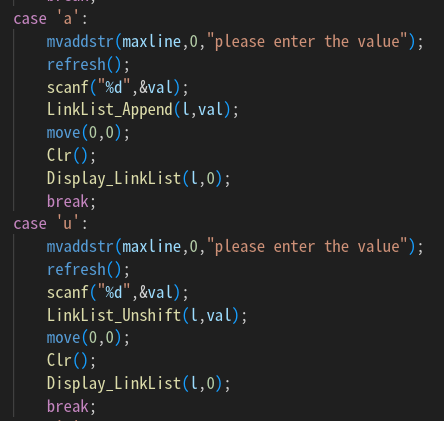 break;
case 'a':
mvaddstr(maxline,0,"please enter the value");
refresh();
scanf("%d",&val);
LinkList_Append(l,val);
move(0,0);
Clr();
Display_LinkList(l,0);
break;
case 'u':
mvaddstr(maxline,0,"please enter the value");
refresh();
scanf("%d",&val);
LinkList_Unshift(l,val);
move(0,0);
Clr();
Display_LinkList(l,0);
break;